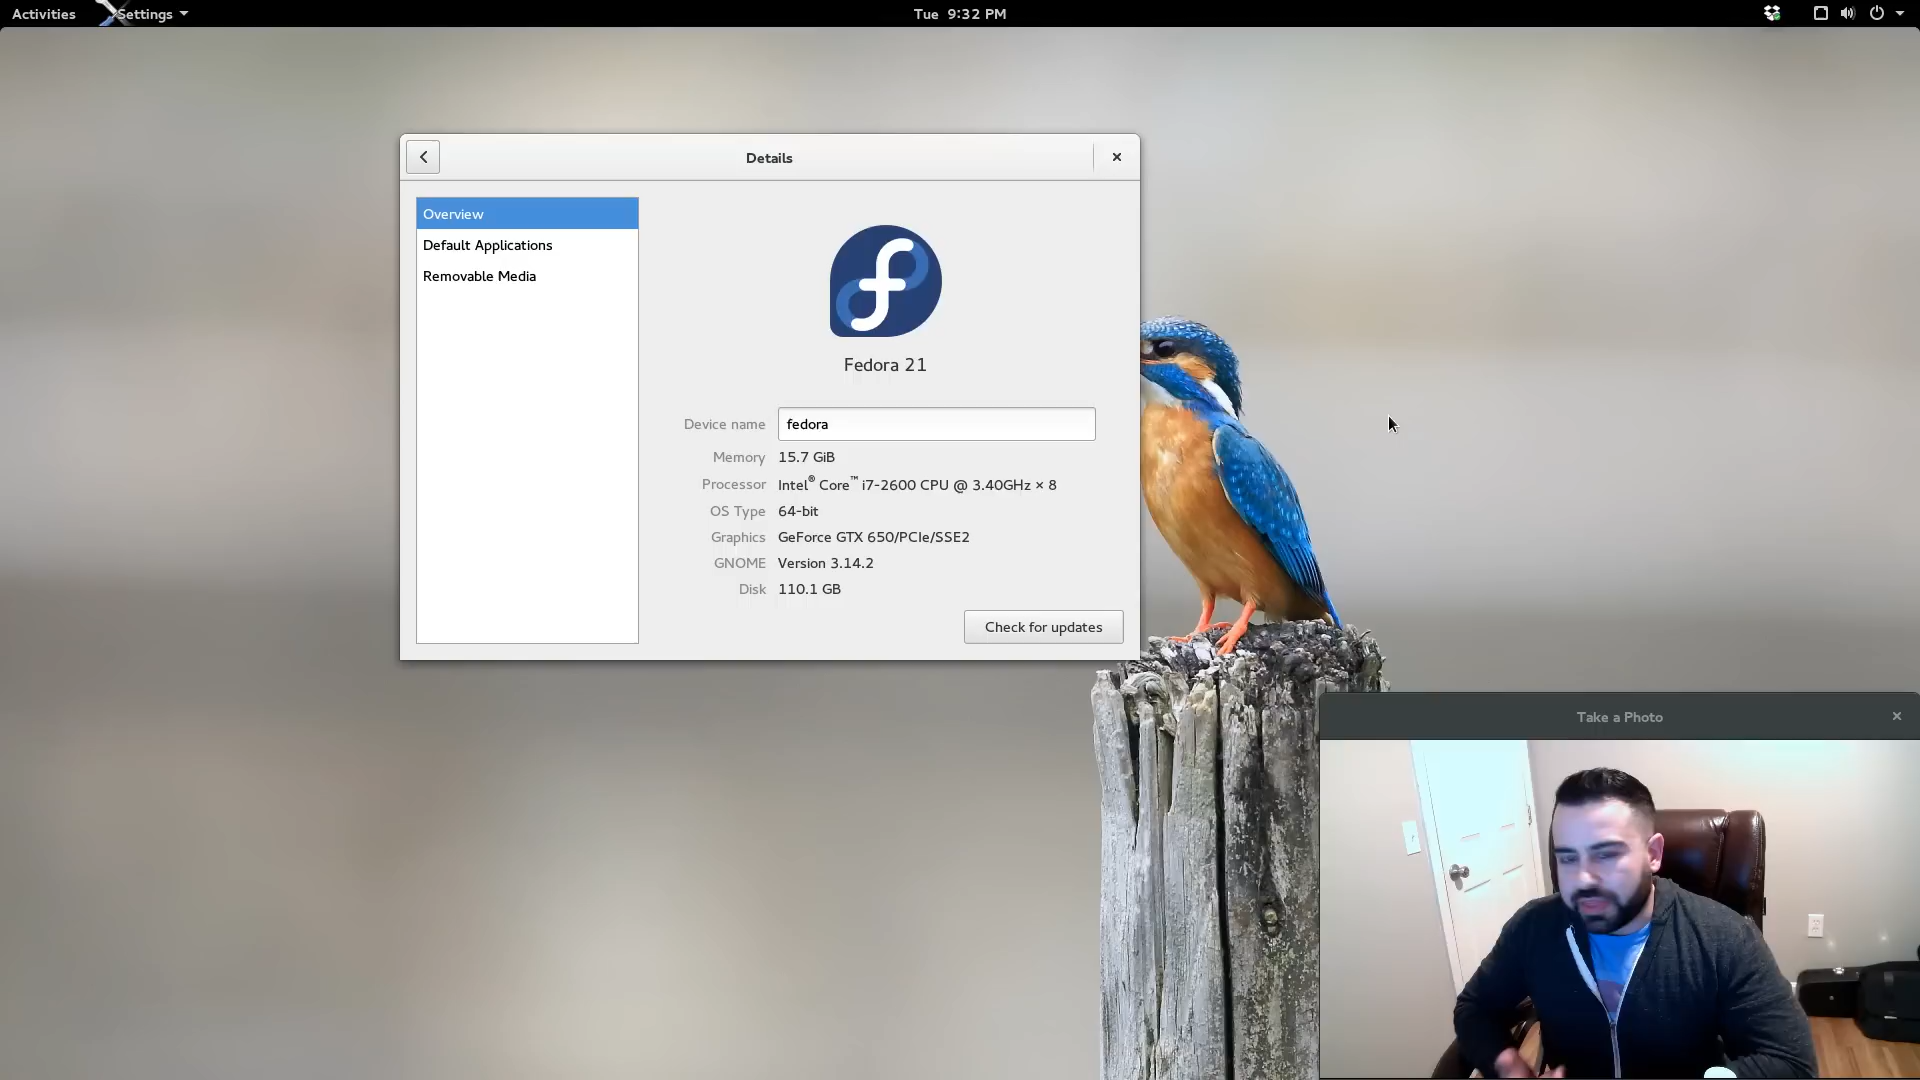 Activities Settings Tue 9:32 PM
Details
Overview
Default Applications
Removable Media
Fedora 21
Device name fedora
Memory 15.7 GiB
Processor Intel® Core™ i7-2600 CPU @ 3.40GHz × 8
OS Type 64-bit
Graphics GeForce GTX 650/PCIe/SSE2
GNOME Version 3.14.2
Disk 110.1 GB
Check for updates
Take a Photo